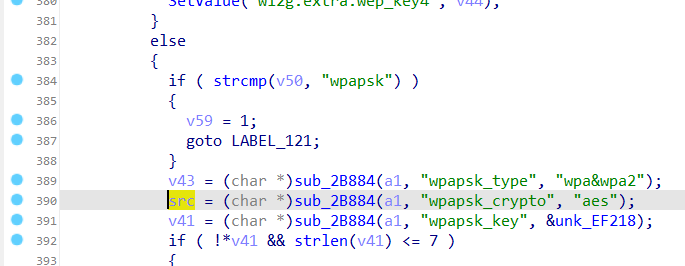 380 SetValue("wl2g.extra.wep_key4", v44);
381 }
382 else
383 {
384 if ( strcmp(v50, "wpapsk") )
385 {
386 v59 = 1;
387 goto LABEL_121;
388 }
389 v43 = (char *)sub_2B884(a1, "wpapsk_type", "wpa&wpa2");
390 src = (char *)sub_2B884(a1, "wpapsk_crypto", "aes");
391 v41 = (char *)sub_2B884(a1, "wpapsk_key", &unk_EF218);
392 if ( !*v41 && strlen(v41) <= 7 )
393 {